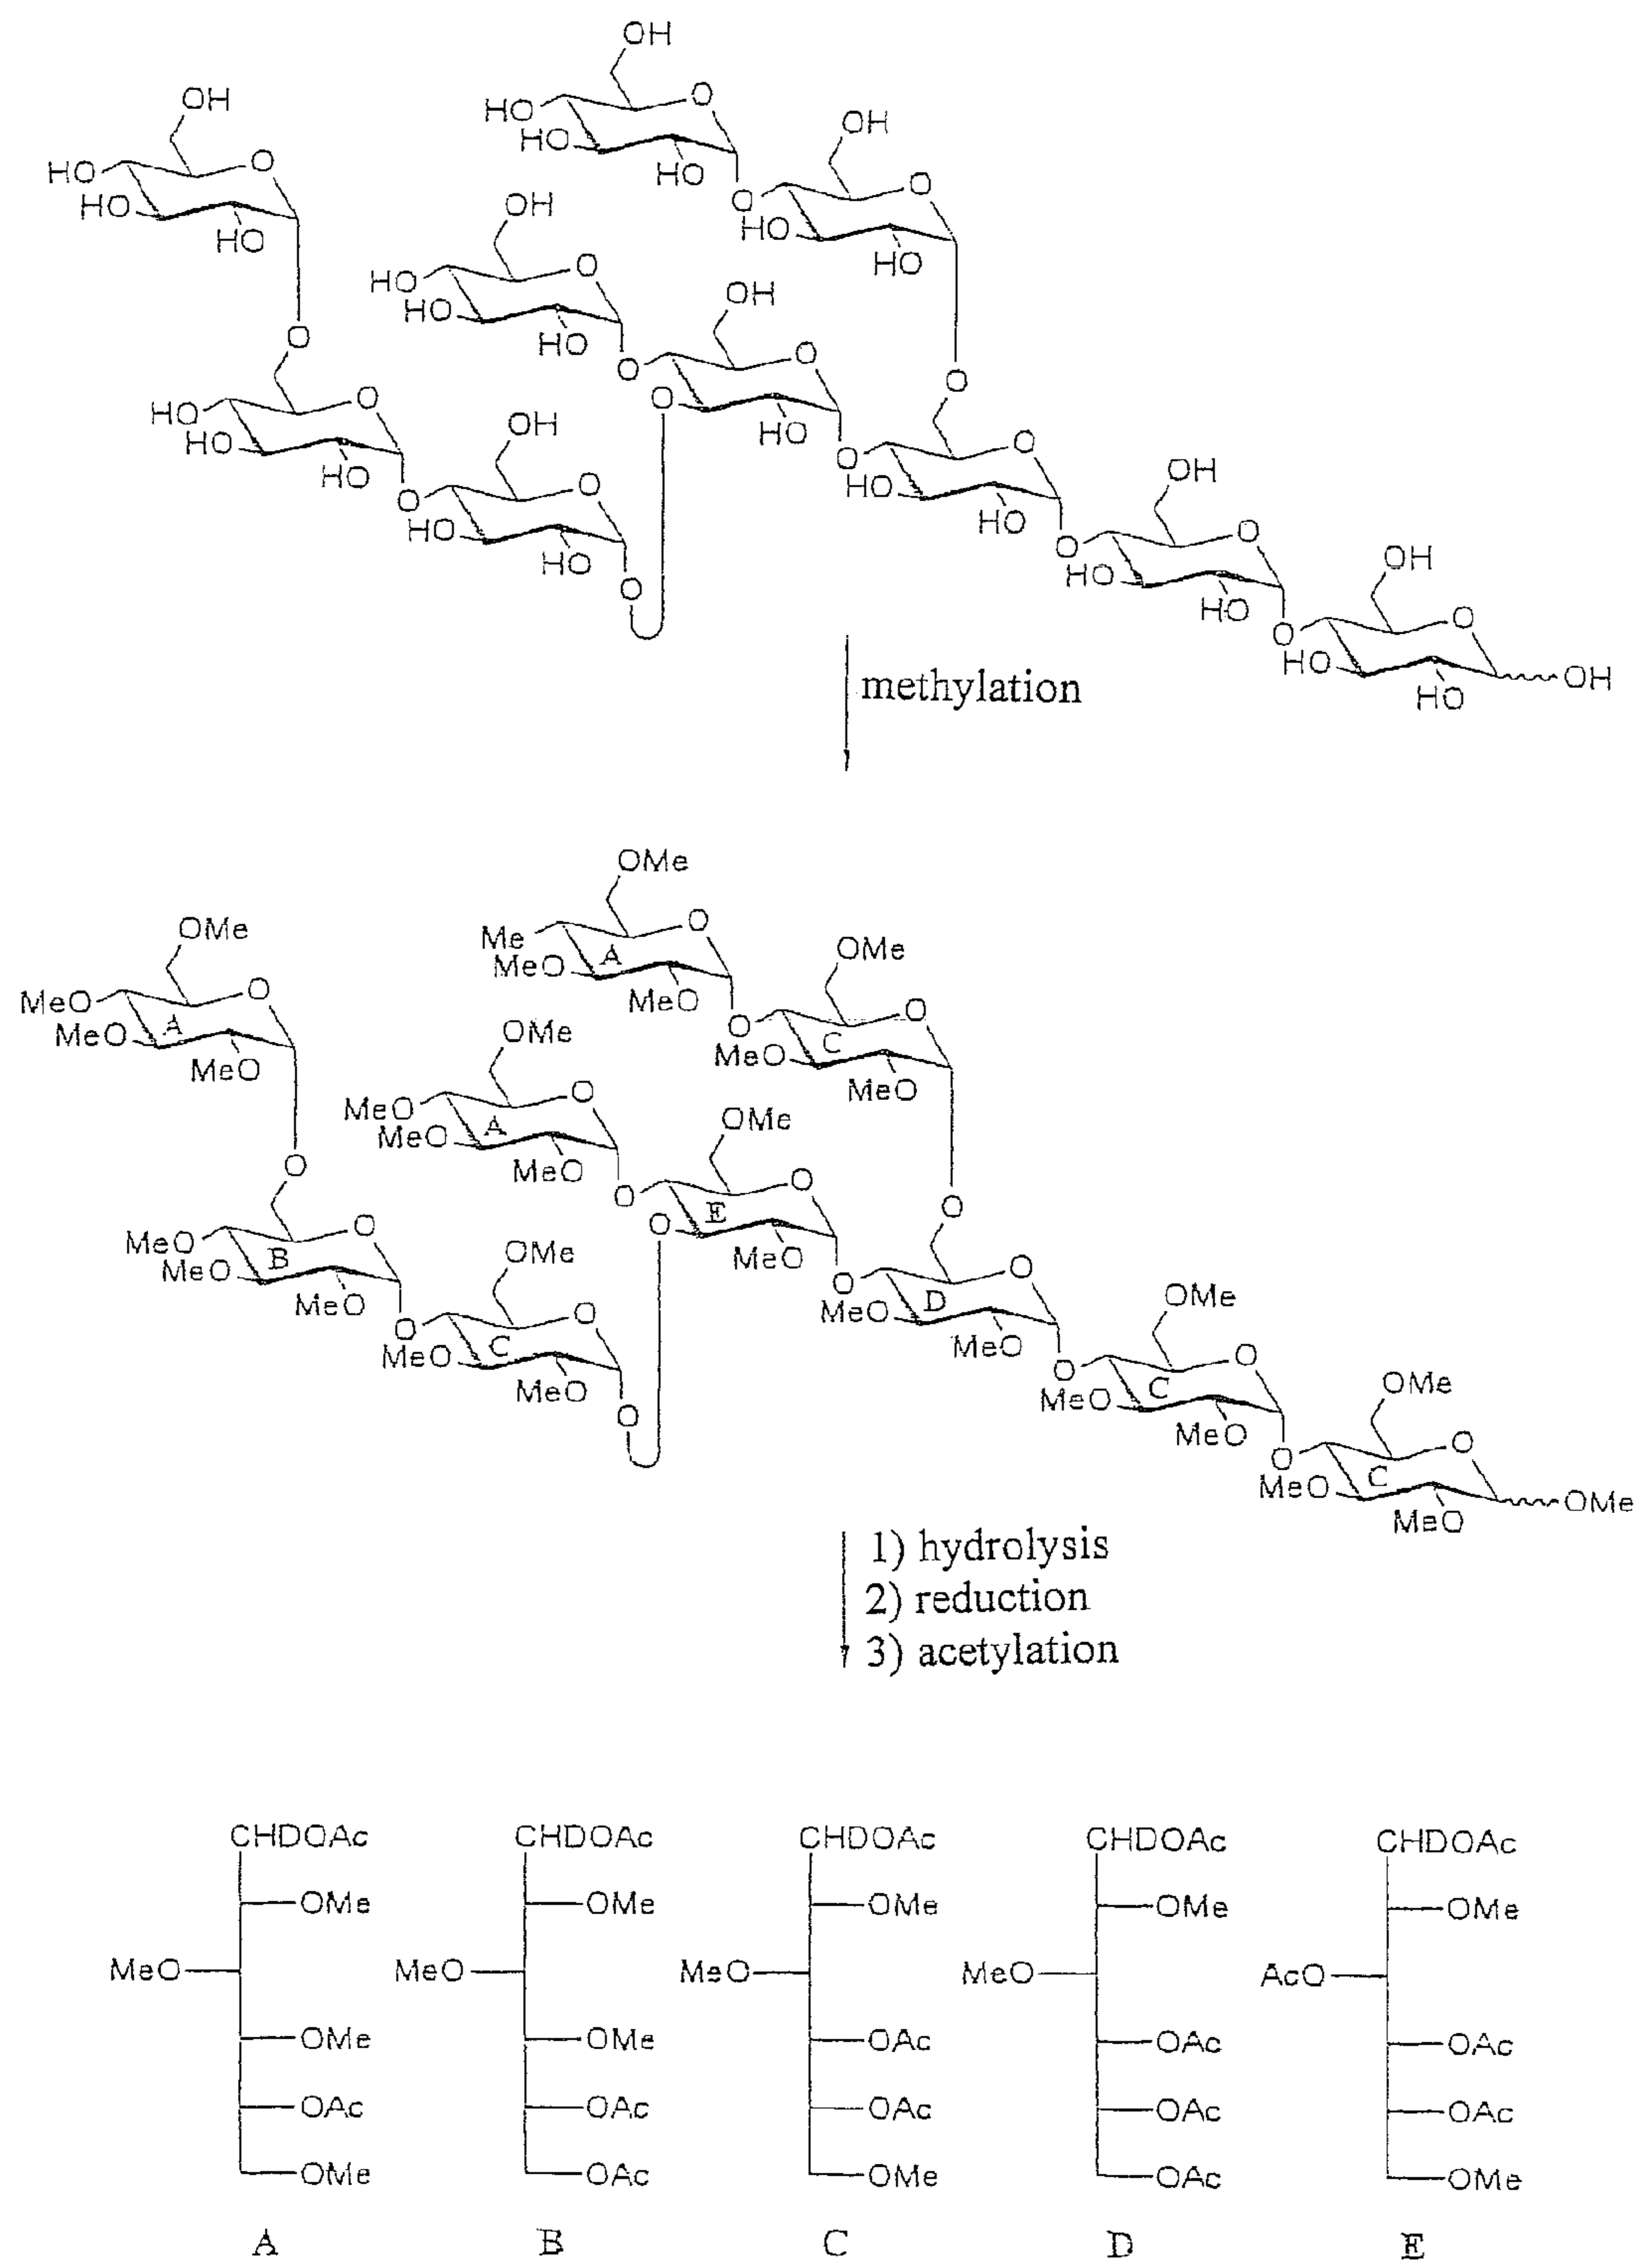 OH
OH
O
HO
OH
HO
O
HO HO
O
O
HO OH
HO
HO
HO O
HO
OH
HO
O HO
O
O
O
O O
HO
OH
HO HO O
O
OH
HO O HO
O
HO
HO O
O
OH
HO
HO
O
HO
O
O
HO
OH
HO
methylation
OMe
O
OMe Me
OMe
MeO A
O
MeO MeO
O
MeO A O OMe
C
MeO
MeO
O MeO
MeO
OMe
A
MeO
O MeO
O
O
O
E
O O
MeO
B OMe MeO
MeO O
O
D
MeO OMe
O MeO
O
C MeO
MeO O
O
OMe
C
MeO MeO
O
MeO
O
O
C
MeO
OMe
MeO
1) hydrolysis
2) reduction
3) acetylation
CHDOAc CHDOAc CHDOAc CHDOAc CHDOAc
OMe OMe OMe OMe OMe
MeO MeO MeO MeO AcO
OMe OMe OAc OAc OAc
OAc OAc OAc OAc OAc
OMe OAc OMe OAc OMe
A B C D E